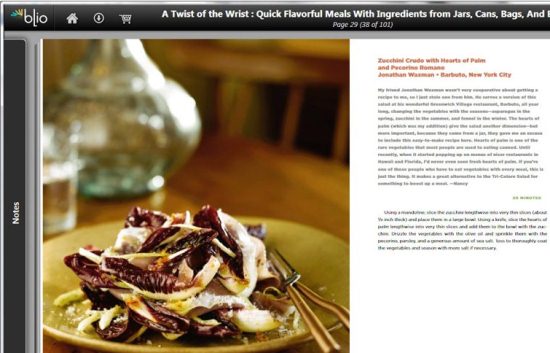 blio
A Twist of the Wrist : Quick Flavorful Meals With Ingredients from Jars, Cans, Bags, And
Page 29 (38 of 101)
Notes
Zucchini Crudo with Hearts of Palm
and Pecorino Romano
Jonathan Waxman • Barbuto, New York City
My friend Jonathan Waxman wasn't very cooperative about getting a
recipe to me, so I just stole one from him. He serves a version of this
salad at his wonderful Greenwich Village restaurant, Barbuto, all year
long, changing the vegetables with the seasons—asparagus in the
spring, zucchini in the summer, and fennel in the winter. The hearts of
palm (which was my addition) give the salad another dimension—but
more important, because they come from a jar, they gave me an excuse
to include this easy-to-make recipe here. Hearts of palm is one of the
rare vegetables that most people are used to eating canned. Until
recently, when it started popping up on menus of nicer restaurants in
Hawaii and Florida, I'd never even seen fresh hearts of palm. If you're
one of those people who have to eat vegetables with every meal, this is
just the thing. It makes a great alternative to the Tri-Colore Salad for
something to break up a meat. —Nancy
Using a mandoline, slice the zucchini lengthwise into very thin slices (about
inch thick) and place them in a large bowl. Using a knife, slice the hearts of
palm lengthwise into very thin slices and add them to the bowl with the zuc-
chini. Drizzle the vegetables with the olive oil and sprinkle them with the
pecorino, parsley, and a generous amount of sea salt. Toss to thoroughly coat
the vegetables and season with more salt if necessary.